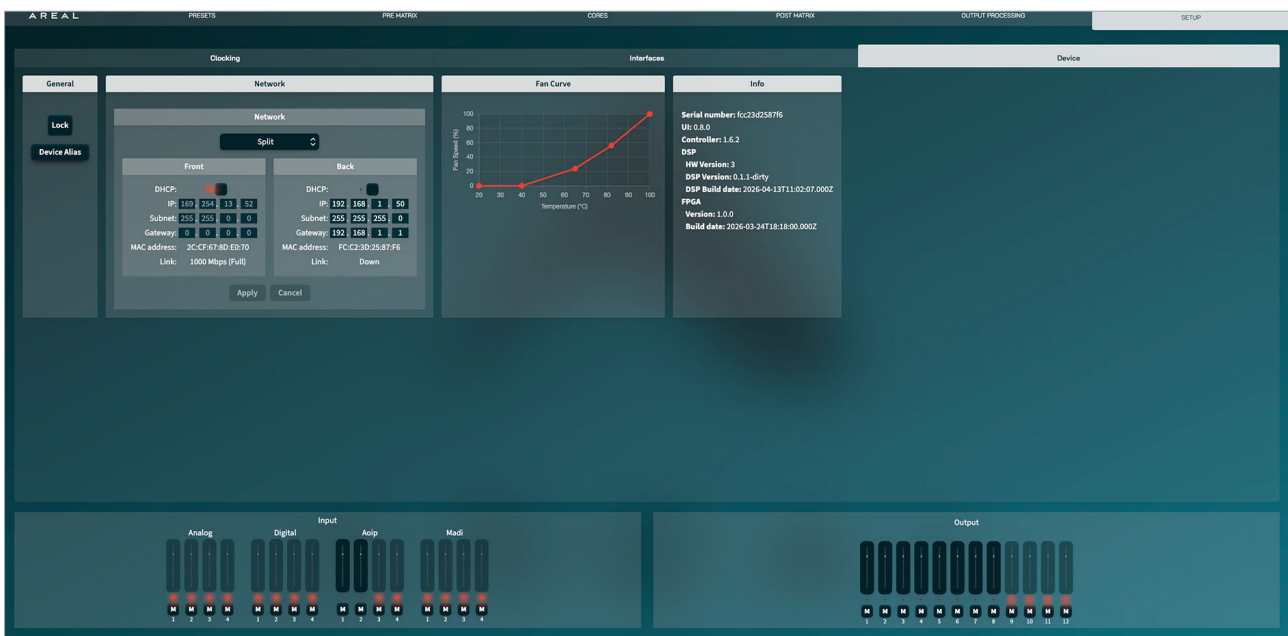 AREAL
PRESETS
PRE MATRIX
CORES
POST MATRIX
OUTPUT PROCESSING
SETUP
Clocking
Interfaces
Device
General
Lock
Device Alias
Network
Network
Split
Front
DHCP:
IP: 169 . 254 . 13 . 52
Subnet: 255 . 255 . 0 . 0
Gateway: 0 . 0 . 0 . 0
MAC address: 2C:CF:67:8D:E0:70
Link: 1000 Mbps (Full)
Back
DHCP:
IP: 192 . 168 . 1 . 50
Subnet: 255 . 255 . 255 . 0
Gateway: 192 . 168 . 1 . 1
MAC address: FC:C2:3D:25:87:F6
Link: Down
Apply Cancel
Fan Curve
Fan Speed (%)
100
80
60
40
20
0
20 30 40 50 60 70 80 90 100
Temperature (°C)
Info
Serial number: fcc23d2587f6
UI: 0.8.0
Controller: 1.6.2
DSP
HW Version: 3
DSP Version: 0.1.1-dirty
DSP Build date: 2026-04-13T11:02:07.000Z
FPGA
Version: 1.0.0
Build date: 2026-03-24T18:18:00.000Z
Input
Analog Digital Aoip Madi
M M M M M M M M M M M M M M M M
1 2 3 4 1 2 3 4 1 2 3 4 1 2 3 4
Output
M M M M M M M M M M M M
1 2 3 4 5 6 7 8 9 10 11 12